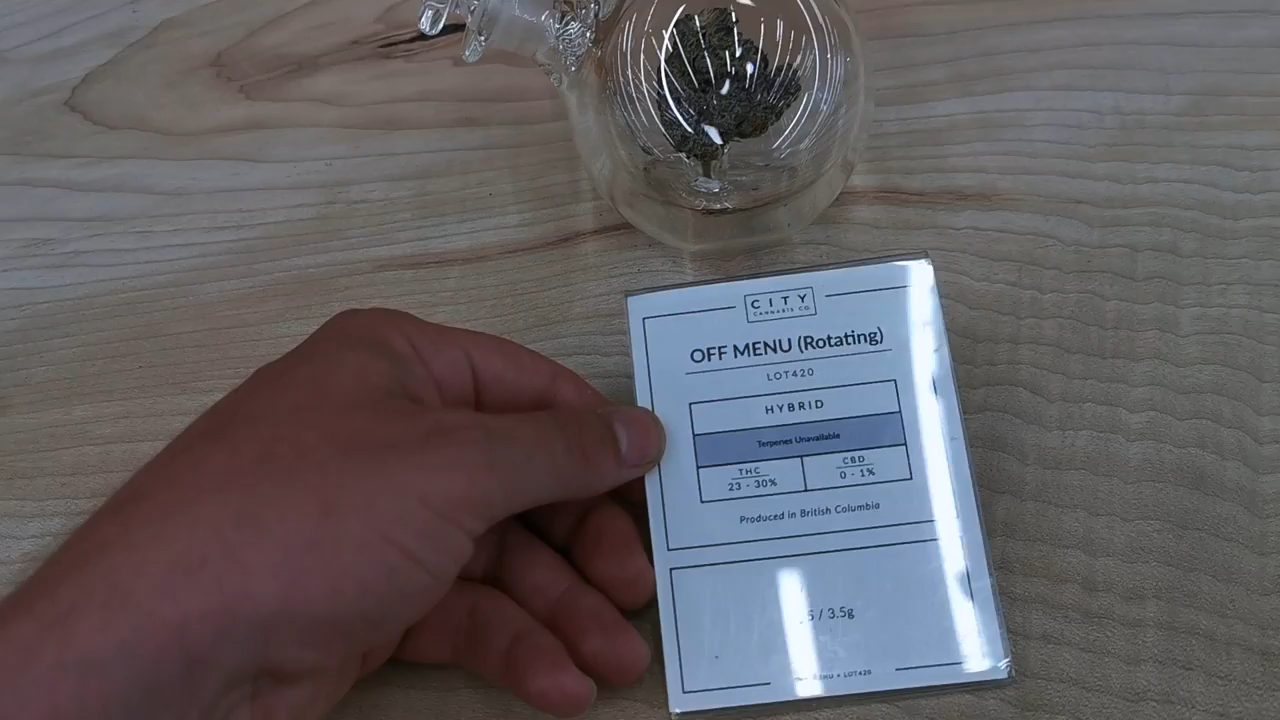 CITY
CANNABIS CO.
OFF MENU (Rotating)
LOT420
HYBRID
Terpenes Unavailable
THC
23 - 30%
CBD
0 - 1%
Produced in British Columbia
/ 3.5g
LOT420